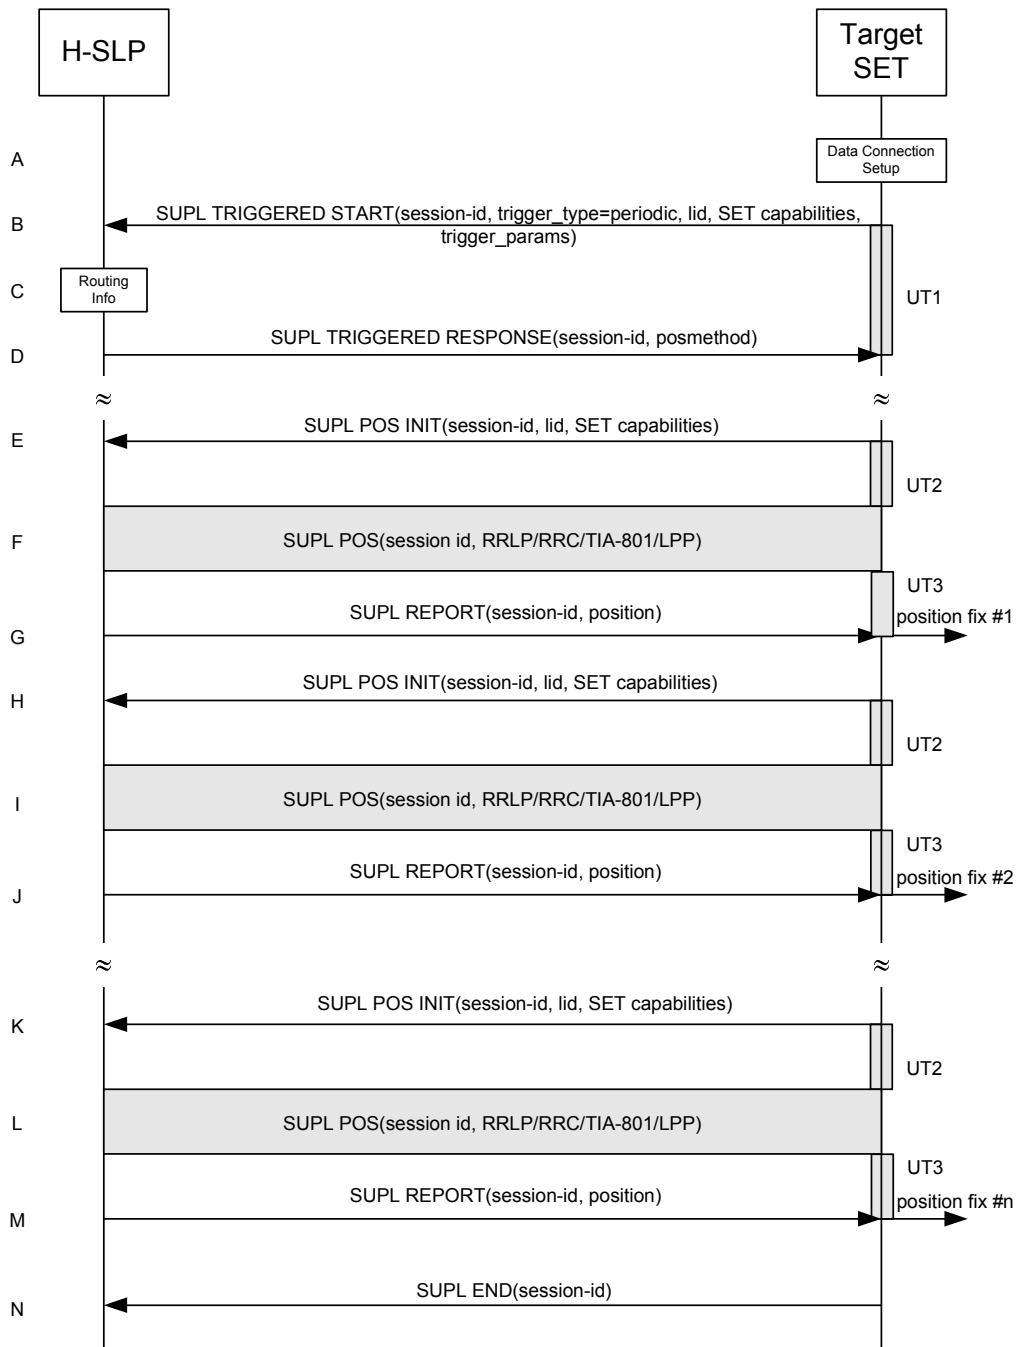 H-SLP
Target
SET
A
Data Connection
Setup
B
SUPL TRIGGERED START(session-id, trigger_type=periodic, lid, SET capabilities,
trigger_params)
C
Routing
Info
UT1
D
SUPL TRIGGERED RESPONSE(session-id, posmethod)
≈
≈
E
SUPL POS INIT(session-id, lid, SET capabilities)
UT2
F
SUPL POS(session id, RRLP/RRC/TIA-801/LPP)
UT3
G
SUPL REPORT(session-id, position)
position fix #1
H
SUPL POS INIT(session-id, lid, SET capabilities)
UT2
I
SUPL POS(session id, RRLP/RRC/TIA-801/LPP)
UT3
J
SUPL REPORT(session-id, position)
position fix #2
≈
≈
K
SUPL POS INIT(session-id, lid, SET capabilities)
UT2
L
SUPL POS(session id, RRLP/RRC/TIA-801/LPP)
UT3
M
SUPL REPORT(session-id, position)
position fix #n
N
SUPL END(session-id)